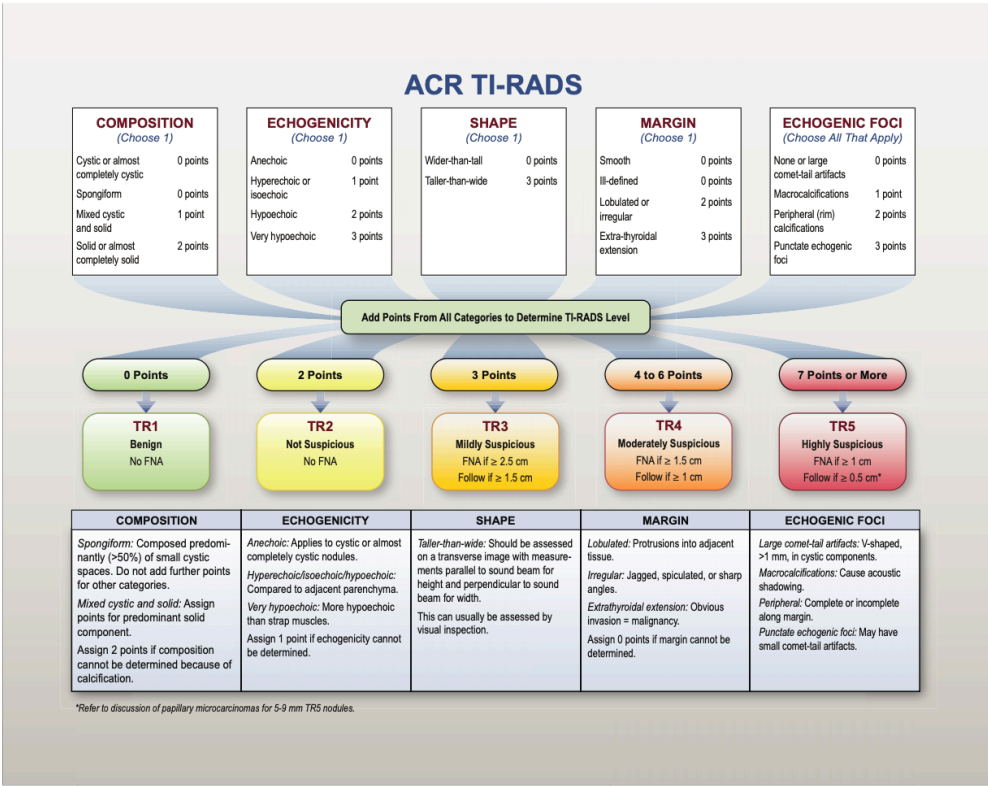 ACR TI-RADS
COMPOSITION
(Choose 1)
Cystic or almost 0 points
completely cystic
Spongiform 0 points
Mixed cystic 1 point
and solid
Solid or almost 2 points
completely solid
ECHOGENICITY
(Choose 1)
Anechoic 0 points
Hyperechoic or 1 point
isoechoic
Hypoechoic 2 points
Very hypoechoic 3 points
SHAPE
(Choose 1)
Wider-than-tall 0 points
Taller-than-wide 3 points
MARGIN
(Choose 1)
Smooth 0 points
Ill-defined 0 points
Lobulated or 2 points
irregular
Extra-thyroidal 3 points
extension
ECHOGENIC FOCI
(Choose All That Apply)
None or large 0 points
comet-tail artifacts
Macrocalcifications 1 point
Peripheral (rim) 2 points
calcifications
Punctate echogenic 3 points
foci
Add Points From All Categories to Determine TI-RADS Level
0 Points
2 Points
3 Points
4 to 6 Points
7 Points or More
TR1
Benign
No FNA
TR2
Not Suspicious
No FNA
TR3
Mildly Suspicious
FNA if ≥ 2.5 cm
Follow if ≥ 1.5 cm
TR4
Moderately Suspicious
FNA if ≥ 1.5 cm
Follow if ≥ 1 cm
TR5
Highly Suspicious
FNA if ≥ 1 cm
Follow if ≥ 0.5 cm*
COMPOSITION
Spongiform: Composed predomi-
nantly (>50%) of small cystic
spaces. Do not add further points
for other categories.
Mixed cystic and solid: Assign
points for predominant solid
component.
Assign 2 points if composition
cannot be determined because of
calcification.
ECHOGENICITY
Anechoic: Applies to cystic or almost
completely cystic nodules.
Hyperechoic/isoechoic/hypoechoic:
Compared to adjacent parenchyma.
Very hypoechoic: More hypoechoic
than strap muscles.
Assign 1 point if echogenicity cannot
be determined.
SHAPE
Taller-than-wide: Should be assessed
on a transverse image with measure-
ments parallel to sound beam for
height and perpendicular to sound
beam for width.
This can usually be assessed by
visual inspection.
MARGIN
Lobulated: Protrusions into adjacent
tissue.
Irregular: Jagged, spiculated, or sharp
angles.
Extrathyroidal extension: Obvious
invasion = malignancy.
Assign 0 points if margin cannot be
determined.
ECHOGENIC FOCI
Large comet-tail artifacts: V-shaped,
>1 mm, in cystic components.
Macrocalcifications: Cause acoustic
shadowing.
Peripheral: Complete or incomplete
along margin.
Punctate echogenic foci: May have
small comet-tail artifacts.
*Refer to discussion of papillary microcarcinomas for 5-9 mm TR5 nodules.